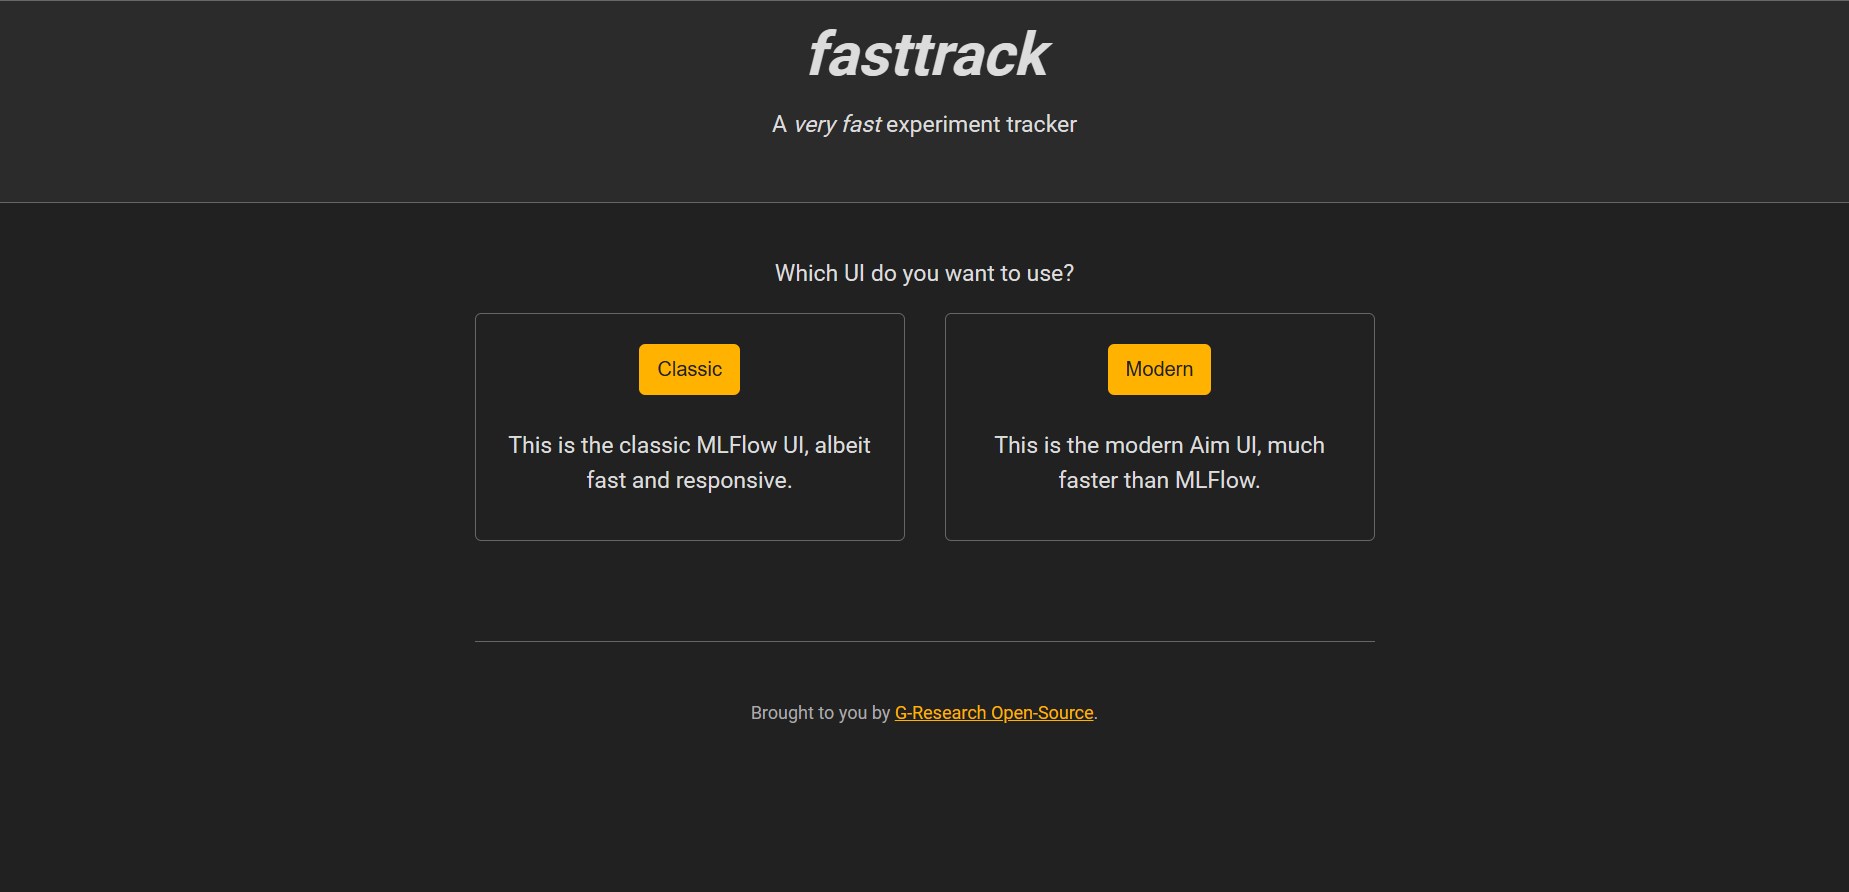 fasttrack
A very fast experiment tracker
Which UI do you want to use?
Classic
This is the classic MLFlow UI, albeit
fast and responsive.
Modern
This is the modern Aim UI, much
faster than MLFlow.
Brought to you by G-Research Open-Source.